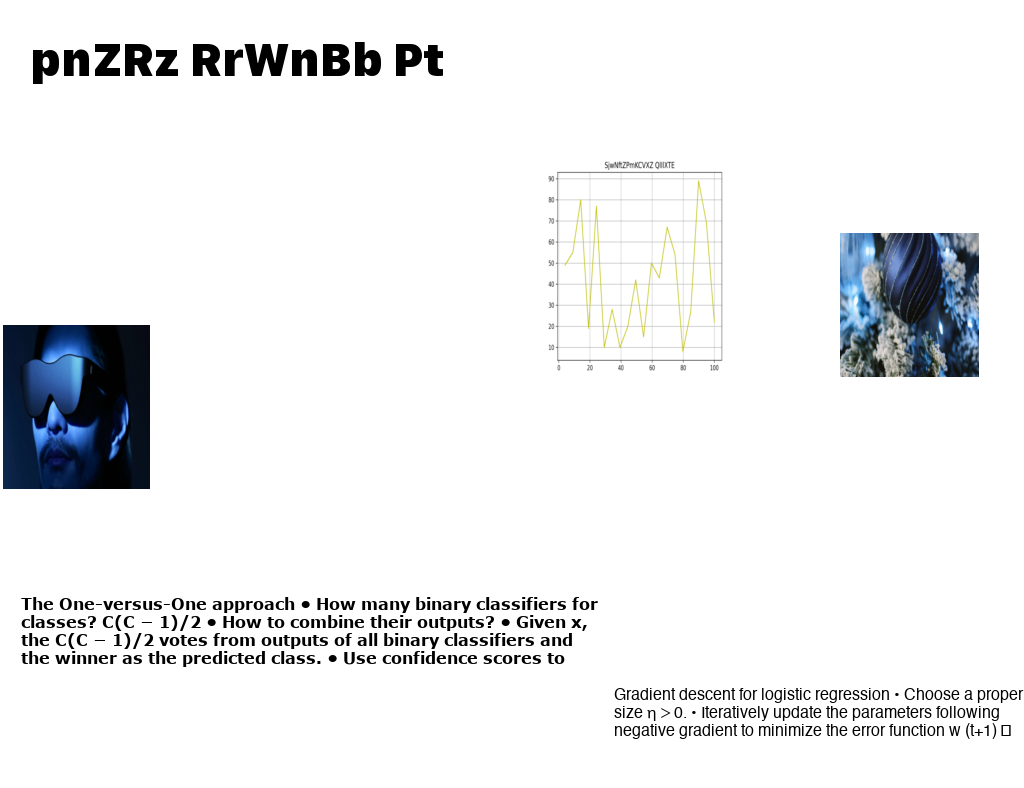 pnZRz RrWnBb Pt
SjwNftZPmKCVXZ QlIIXTE
90
80
70
60
50
40
30
20
10
0 20 40 60 80 100
The One-versus-One approach • How many binary classifiers for
classes? C(C − 1)/2 • How to combine their outputs? • Given x,
the C(C − 1)/2 votes from outputs of all binary classifiers and
the winner as the predicted class. • Use confidence scores to
Gradient descent for logistic regression • Choose a proper
size η > 0. • Iteratively update the parameters following
negative gradient to minimize the error function w (t+1)